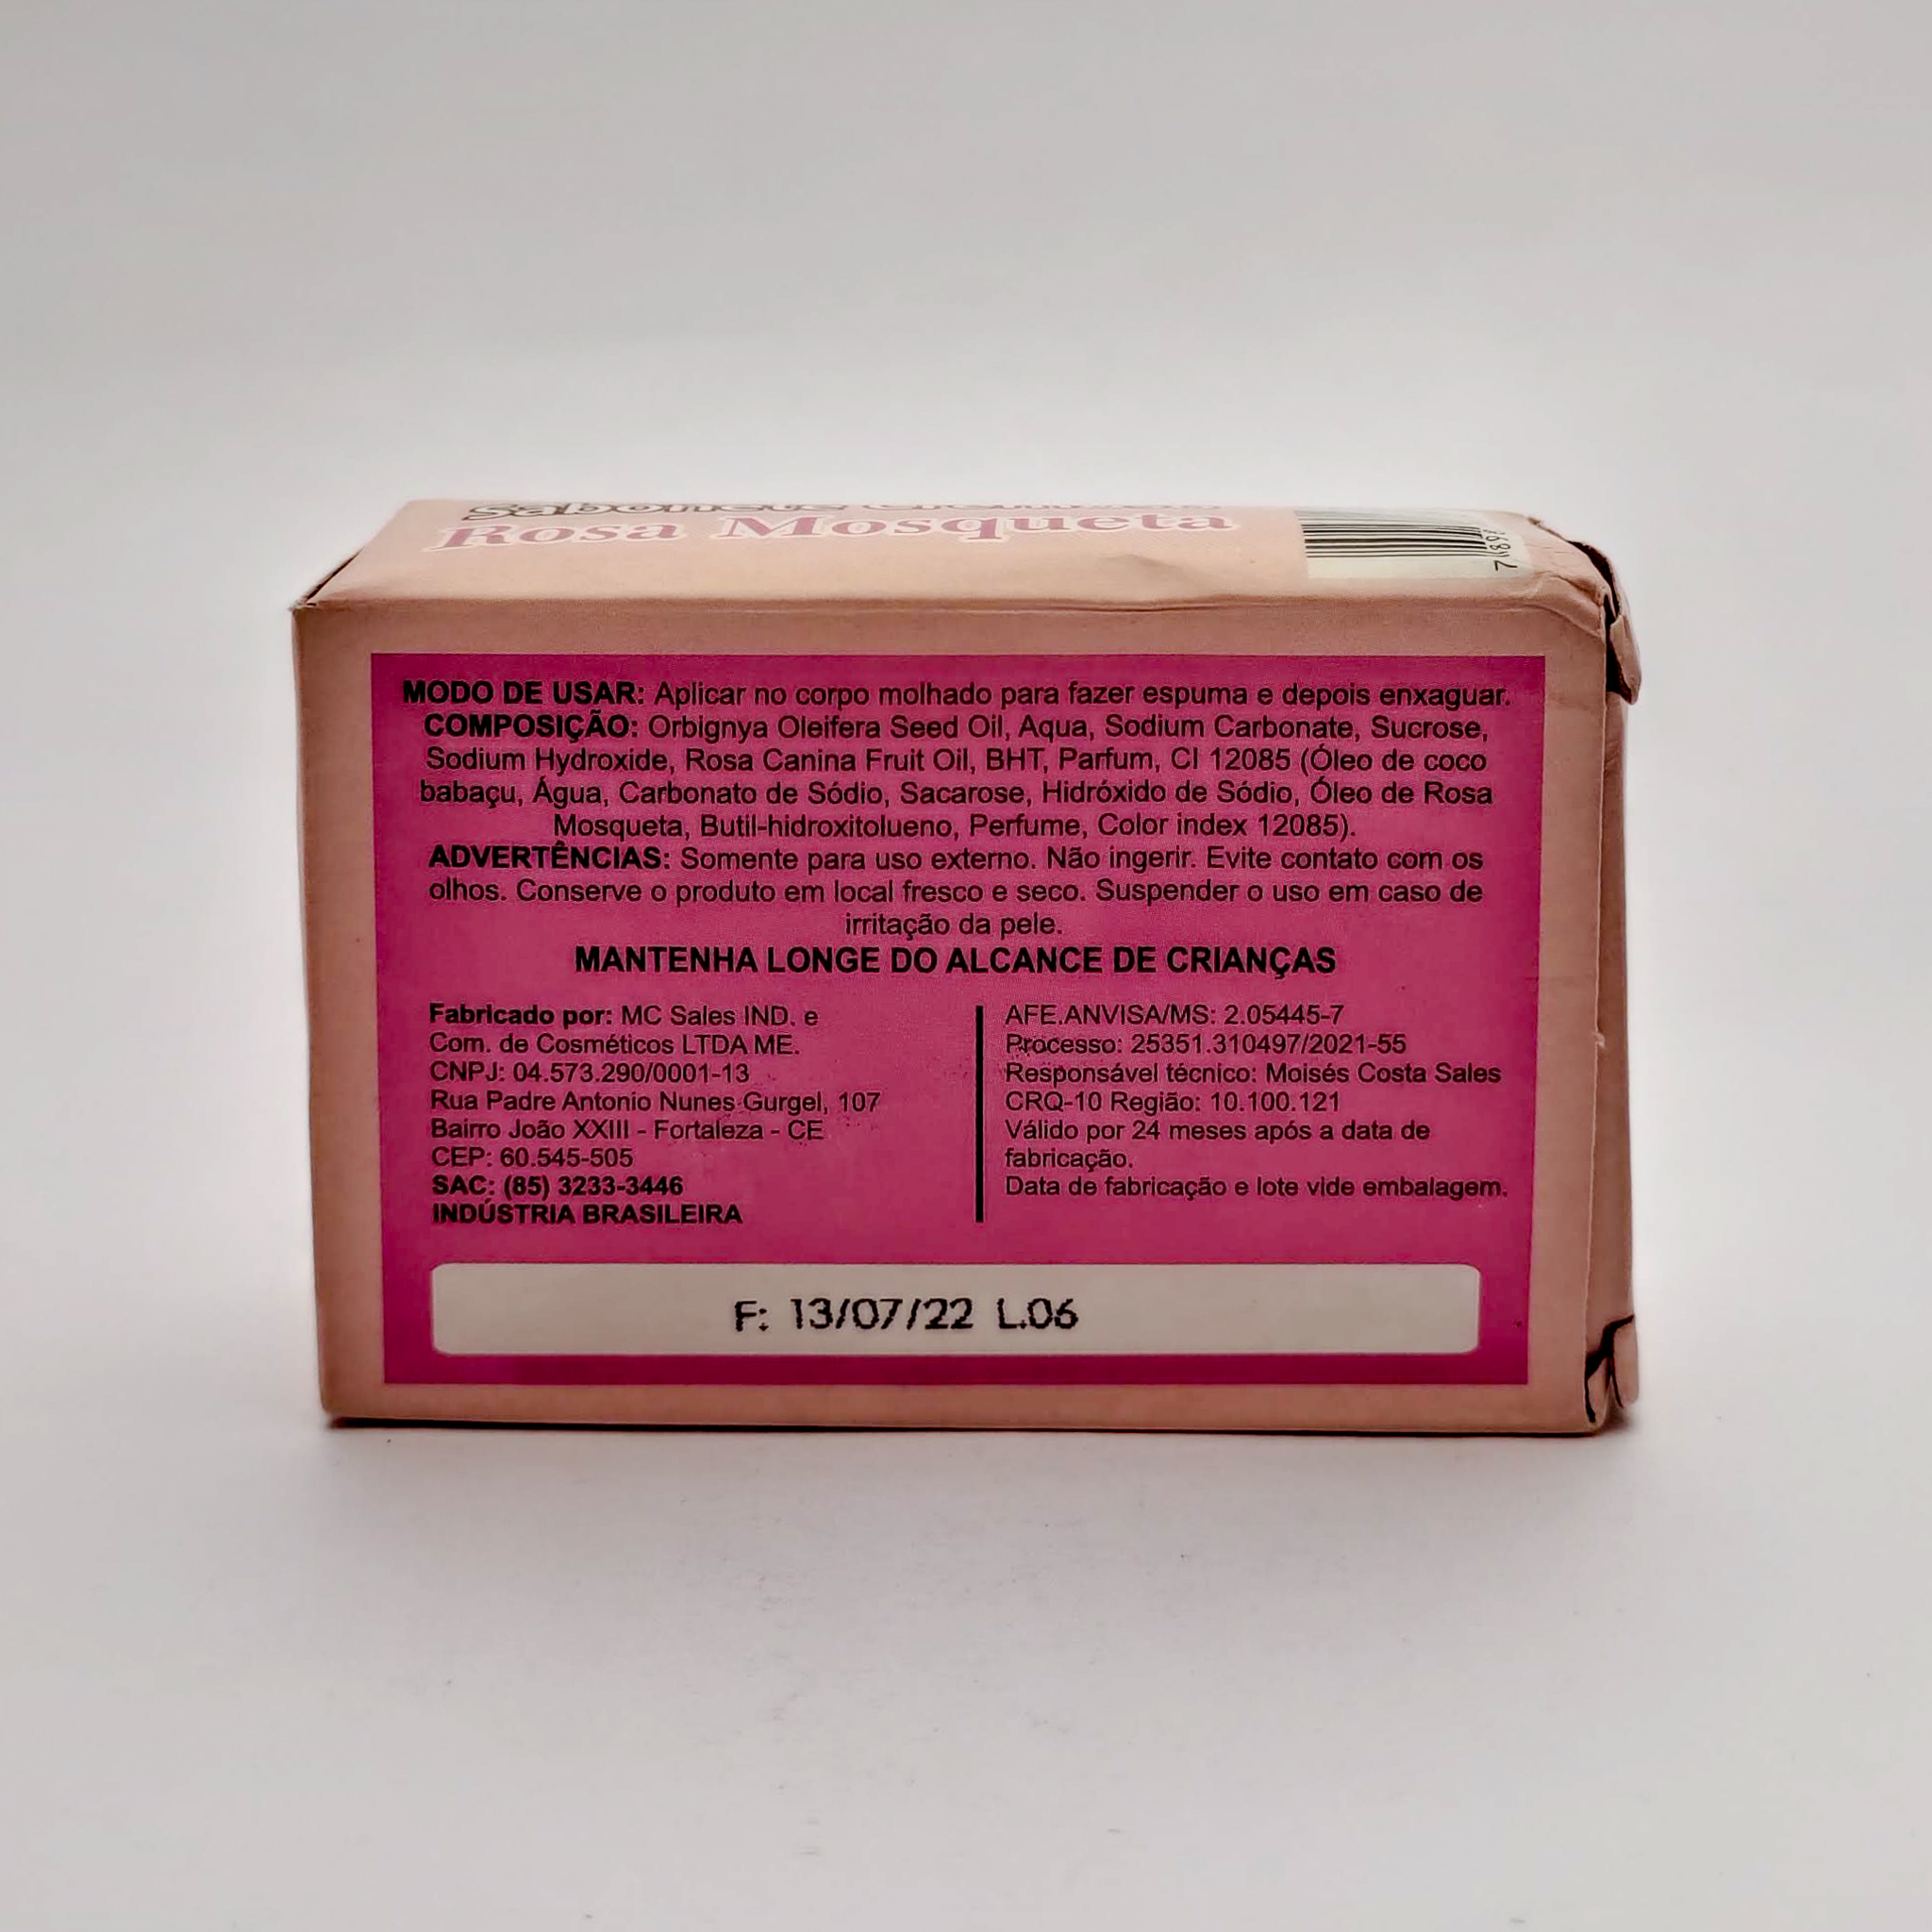 Sabonete
Rosa Mosqueta
MODO DE USAR: Aplicar no corpo molhado para fazer espuma e depois enxaguar.
COMPOSIÇÃO: Orbignya Oleifera Seed Oil, Aqua, Sodium Carbonate, Sucrose,
Sodium Hydroxide, Rosa Canina Fruit Oil, BHT, Parfum, CI 12085 (Óleo de coco
babaçu, Água, Carbonato de Sódio, Sacarose, Hidróxido de Sódio, Óleo de Rosa
Mosqueta, Butil-hidroxitolueno, Perfume, Color index 12085).
ADVERTÊNCIAS: Somente para uso externo. Não ingerir. Evite contato com os
olhos. Conserve o produto em local fresco e seco. Suspender o uso em caso de
irritação da pele.
MANTENHA LONGE DO ALCANCE DE CRIANÇAS
Fabricado por: MC Sales IND. e
Com. de Cosméticos LTDA ME.
CNPJ: 04.573.290/0001-13
Rua Padre Antonio Nunes Gurgel, 107
Bairro João XXIII - Fortaleza - CE
CEP: 60.545-505
SAC: (85) 3233-3446
INDÚSTRIA BRASILEIRA
AFE.ANVISA/MS: 2.05445-7
Processo: 25351.310497/2021-55
Responsável técnico: Moisés Costa Sales
CRQ-10 Região: 10.100.121
Válido por 24 meses após a data de
fabricação.
Data de fabricação e lote vide embalagem.
F: 13/07/22 L.06